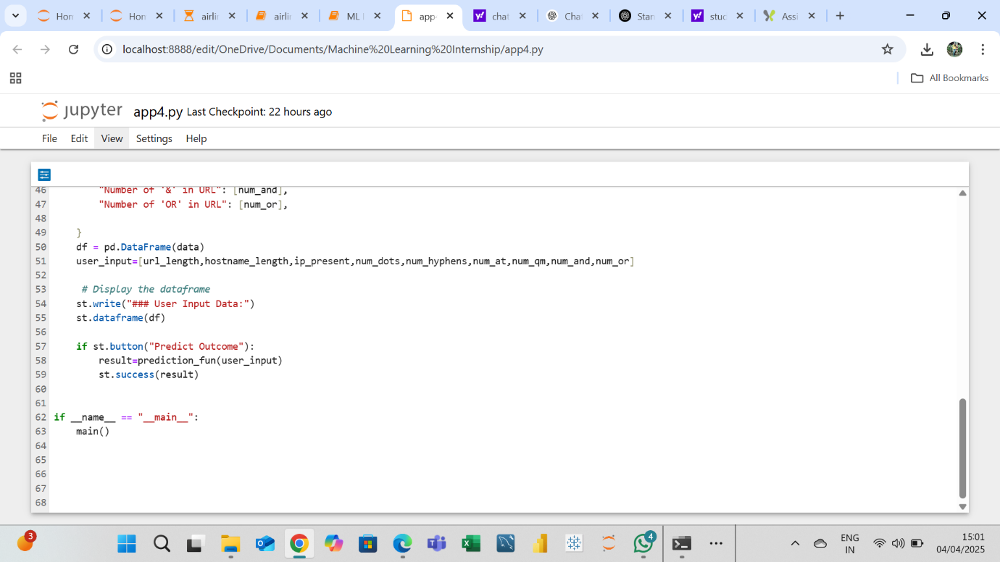 Hon
Hon
airlin
airlin
ML
app
chat
Chat
Stan
stud
Assi
localhost:8888/edit/OneDrive/Documents/Machine%20Learning%20Internship/app4.py
All Bookmarks
jupyter app4.py Last Checkpoint: 22 hours ago
File Edit View Settings Help
46 "Number of '&' in URL": [num_and],
47 "Number of 'OR' in URL": [num_or],
48
49 }
50 df = pd.DataFrame(data)
51 user_input=[url_length,hostname_length,ip_present,num_dots,num_hyphens,num_at,num_qm,num_and,num_or]
52
53 # Display the dataframe
54 st.write("### User Input Data:")
55 st.dataframe(df)
56
57 if st.button("Predict Outcome"):
58 result=prediction_fun(user_input)
59 st.success(result)
60
61
62 if __name__ == "__main__":
63 main()
64
65
66
67
68
3
4
ENG
IN
15:01
04/04/2025